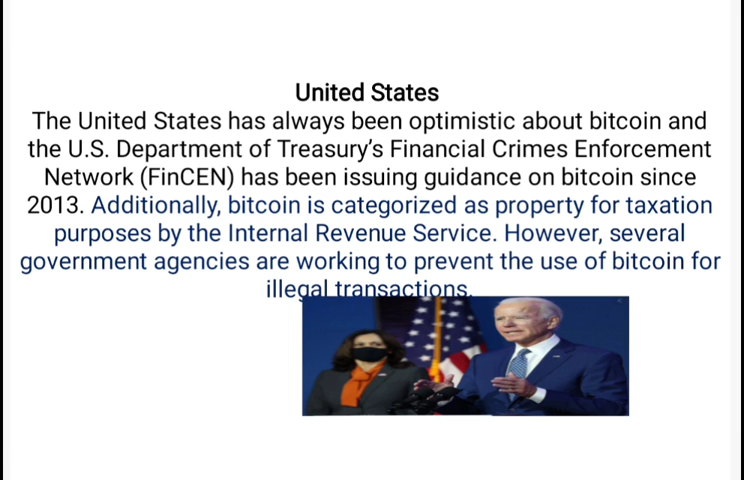 United States
The United States has always been optimistic about bitcoin and
the U.S. Department of Treasury's Financial Crimes Enforcement
Network (FinCEN) has been issuing guidance on bitcoin since
2013. Additionally, bitcoin is categorized as property for taxation
purposes by the Internal Revenue Service. However, several
government agencies are working to prevent the use of bitcoin for
illegal transactions.